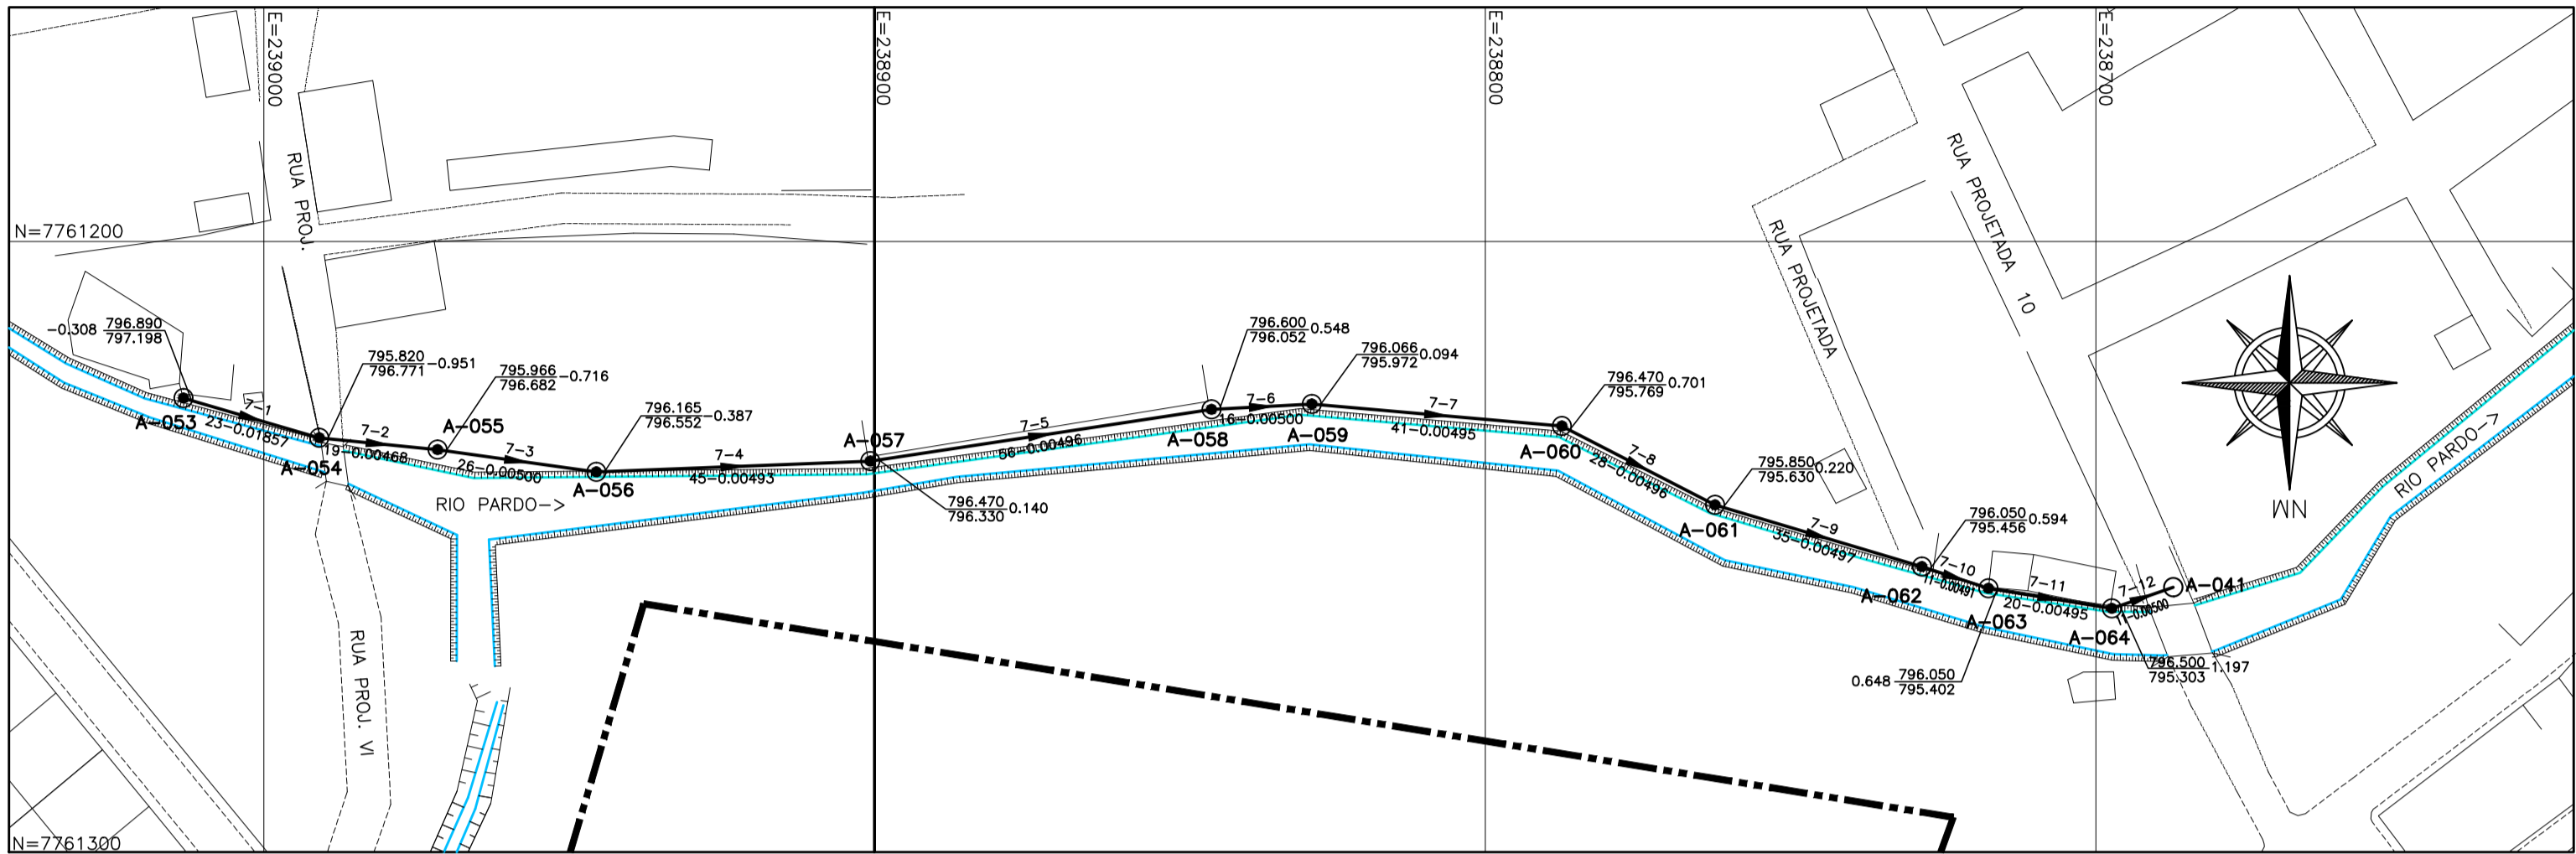 E=239000
E=238900
E=238800
E=238700
N=7761200
N=7761300
RUA PROJ.
RUA PROJ. VI
RUA PROJETADA
RUA PROJETADA 10
RIO PARDO->
RIO PARDO->
NM
-0.308 796.890
797.198
A-053
7-1
23-0.01857
795.820 -0.951
796.771
A-054
7-2
19-0.00468
795.966 -0.716
796.682
A-055
7-3
26-0.00500
796.165 -0.387
796.552
A-056
7-4
45-0.00493
A-057
796.470 0.140
796.330
7-5
56-0.00496
796.600 0.548
796.052
A-058
7-6
16-0.00500
796.066 0.094
795.972
A-059
7-7
41-0.00495
796.470 0.701
795.769
A-060
7-8
28-0.00496
795.850 0.220
795.630
A-061
7-9
35-0.00497
796.050 0.594
795.456
A-062
7-10
11-0.00491
0.648 796.050
795.402
A-063
7-11
20-0.00495
A-064
796.500 1.197
795.303
7-12
11-0.00500
A-041